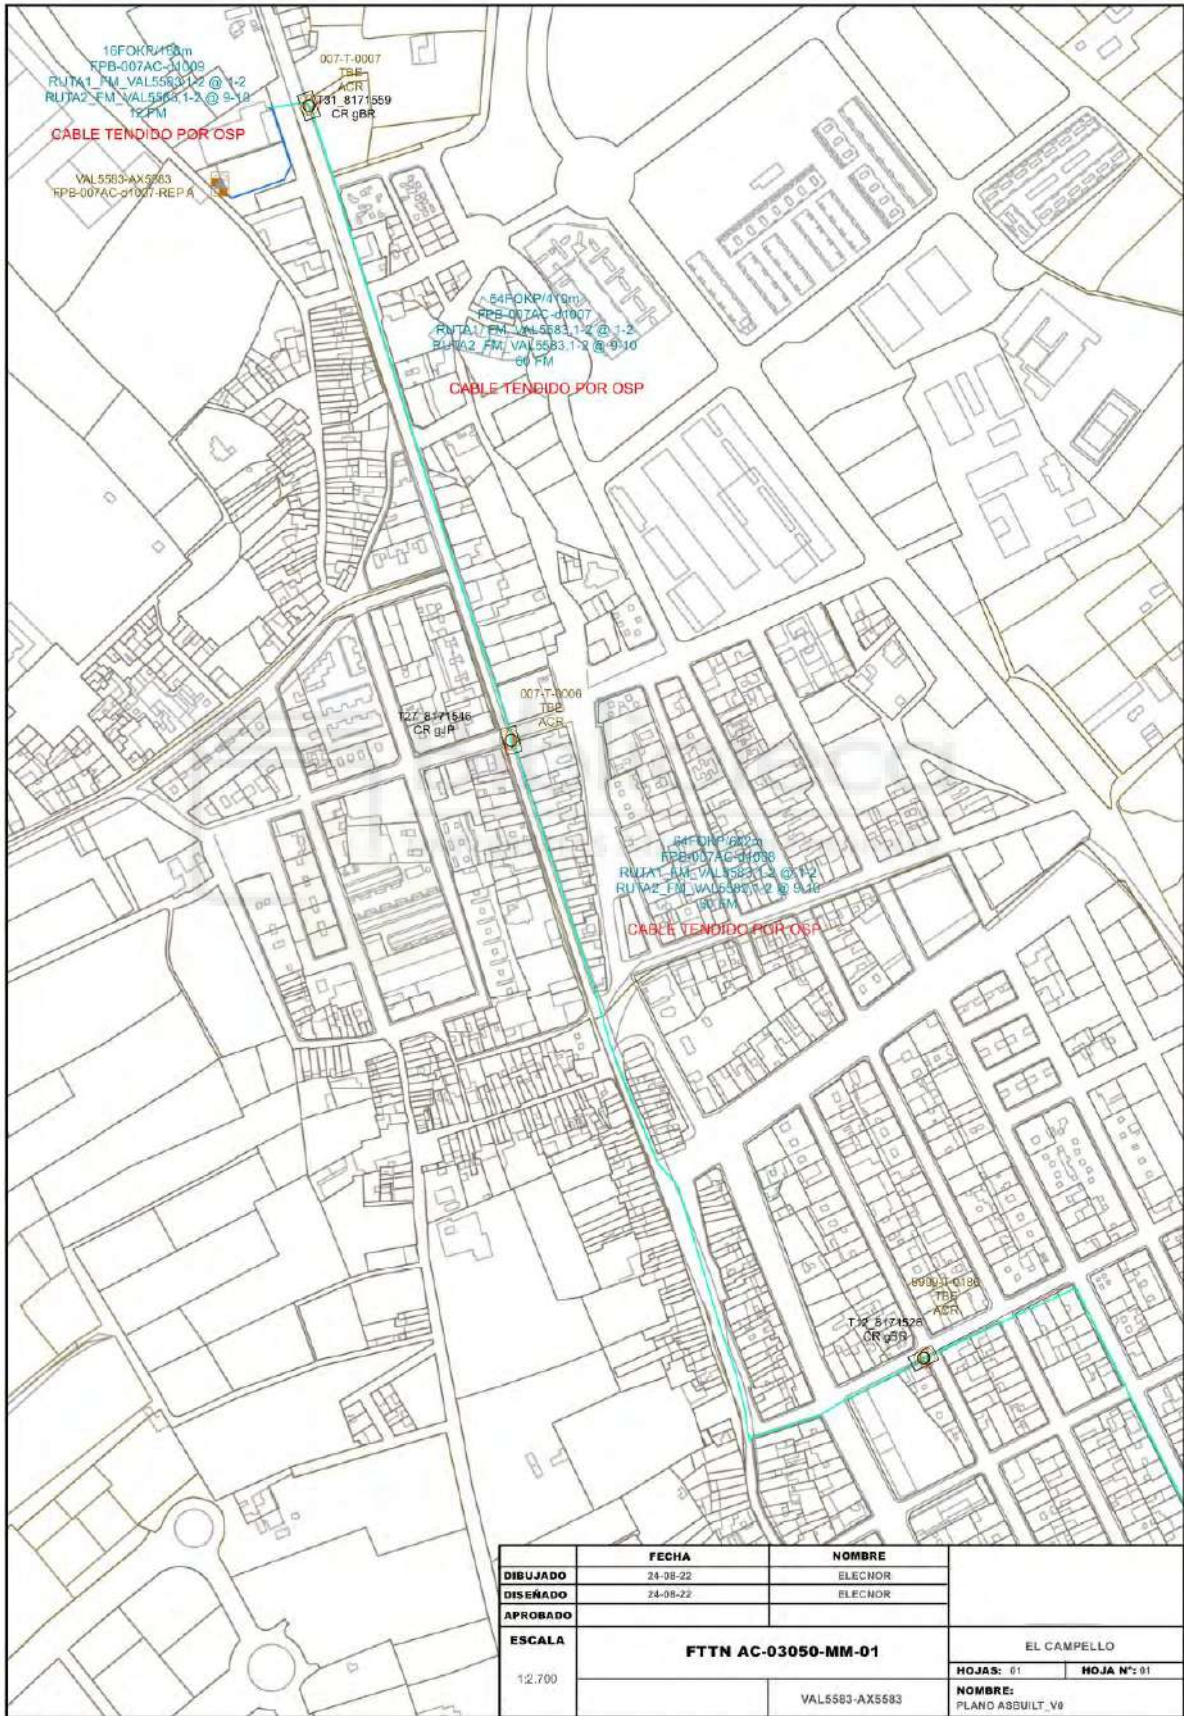 16FOKP/168m
FPB-007AC-d1009
RUTA1_FM_VAL5583,1-2 @ 1-2
RUTA2_FM_VAL5583,1-2 @ 9-10
12 FM
CABLE TENDIDO POR OSP
007-T-0007
TBE
ACR
T31_8171559
CR gBR
VAL5583-AX5583
FPB-007AC-d1007-REP A
64FOKP/410m
FPB-007AC-d1007
RUTA1_FM_VAL5583,1-2 @ 1-2
RUTA2_FM_VAL5583,1-2 @ 9-10
60 FM
CABLE TENDIDO POR OSP
007-T-0006
TBE
ACR
T27_8171546
CR gJP
FPB-007AC-d1008
RUTA1_FM_VAL5583,1-2 @ 1-2
RUTA2_FM_VAL5583,1-2 @ 9-10
60 FM
CABLE TENDIDO POR OSP
9999-T-0186
TBE
ACR
T12_8171526
CR gBR
FECHA NOMBRE
DIBUJADO 24-08-22 ELECNOR
DISEÑADO 24-08-22 ELECNOR
APROBADO
ESCALA
1:2.700
FTTN AC-03050-MM-01
VAL5583-AX5583
EL CAMPELLO
HOJAS: 01 HOJA Nº: 01
NOMBRE:
PLANO ASBUILT_V0